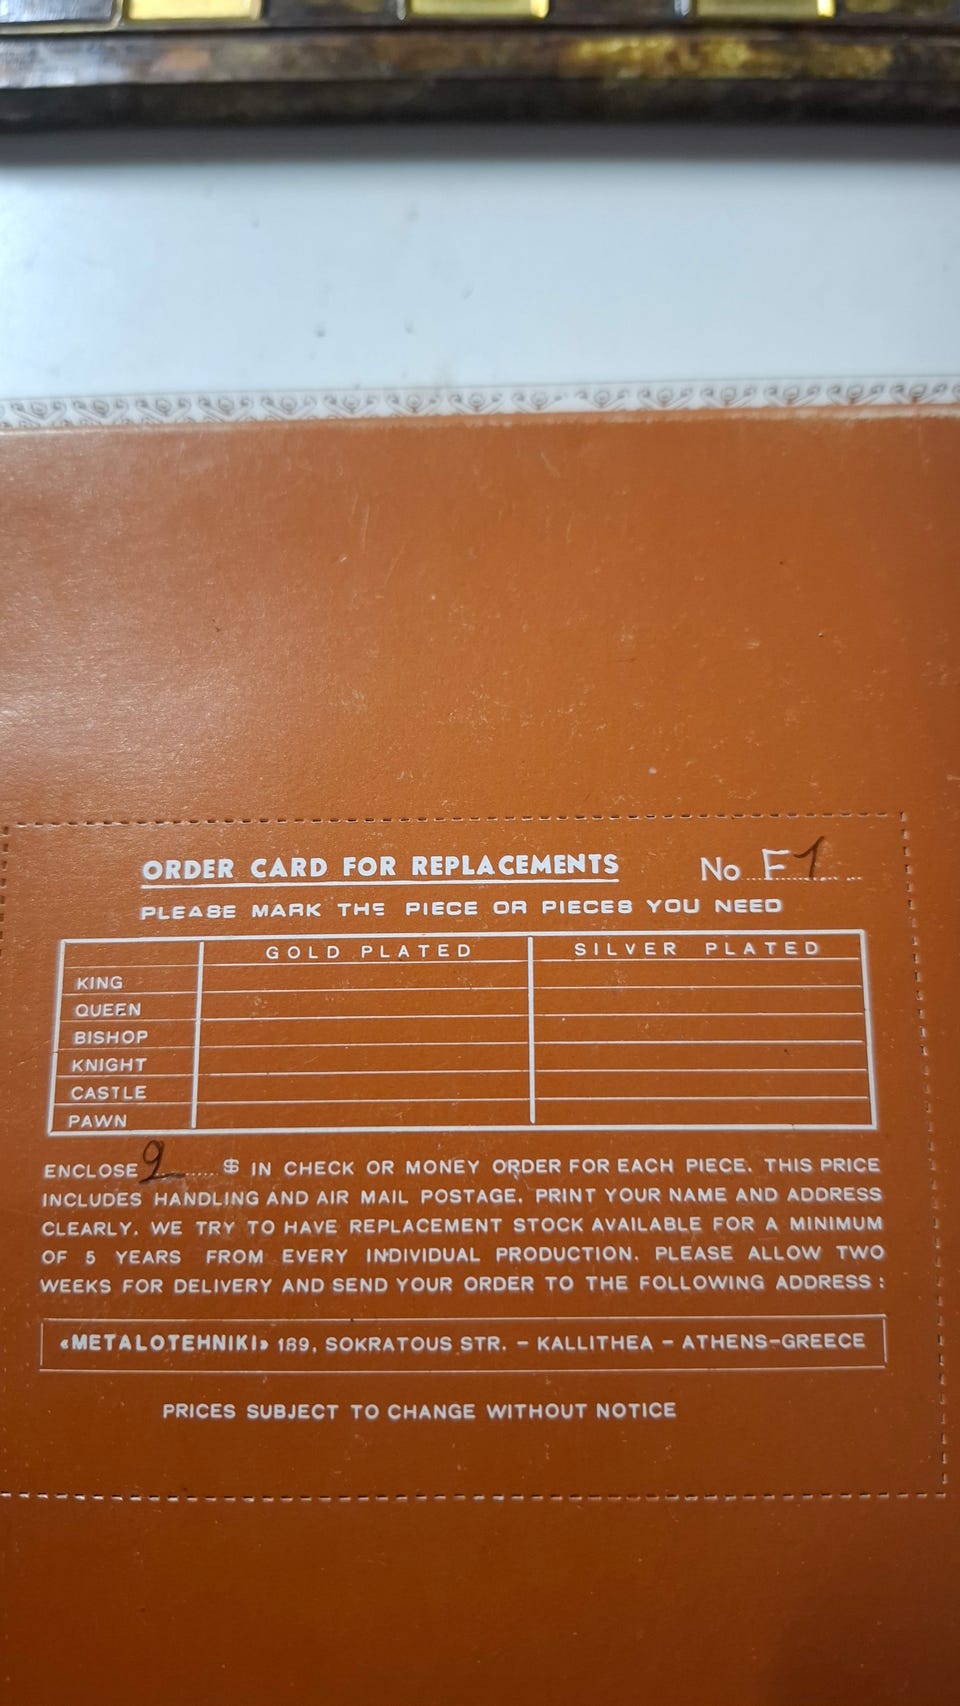 ORDER CARD FOR REPLACEMENTS No F1
PLEASE MARK THE PIECE OR PIECES YOU NEED
GOLD PLATED SILVER PLATED
KING
QUEEN
BISHOP
KNIGHT
CASTLE
PAWN
ENCLOSE 2 $ IN CHECK OR MONEY ORDER FOR EACH PIECE. THIS PRICE
INCLUDES HANDLING AND AIR MAIL POSTAGE. PRINT YOUR NAME AND ADDRESS
CLEARLY. WE TRY TO HAVE REPLACEMENT STOCK AVAILABLE FOR A MINIMUM
OF 5 YEARS FROM EVERY INDIVIDUAL PRODUCTION. PLEASE ALLOW TWO
WEEKS FOR DELIVERY AND SEND YOUR ORDER TO THE FOLLOWING ADDRESS :
«METALOTEHNIKI» 189, SOKRATOUS STR. – KALLITHEA – ATHENS–GREECE
PRICES SUBJECT TO CHANGE WITHOUT NOTICE